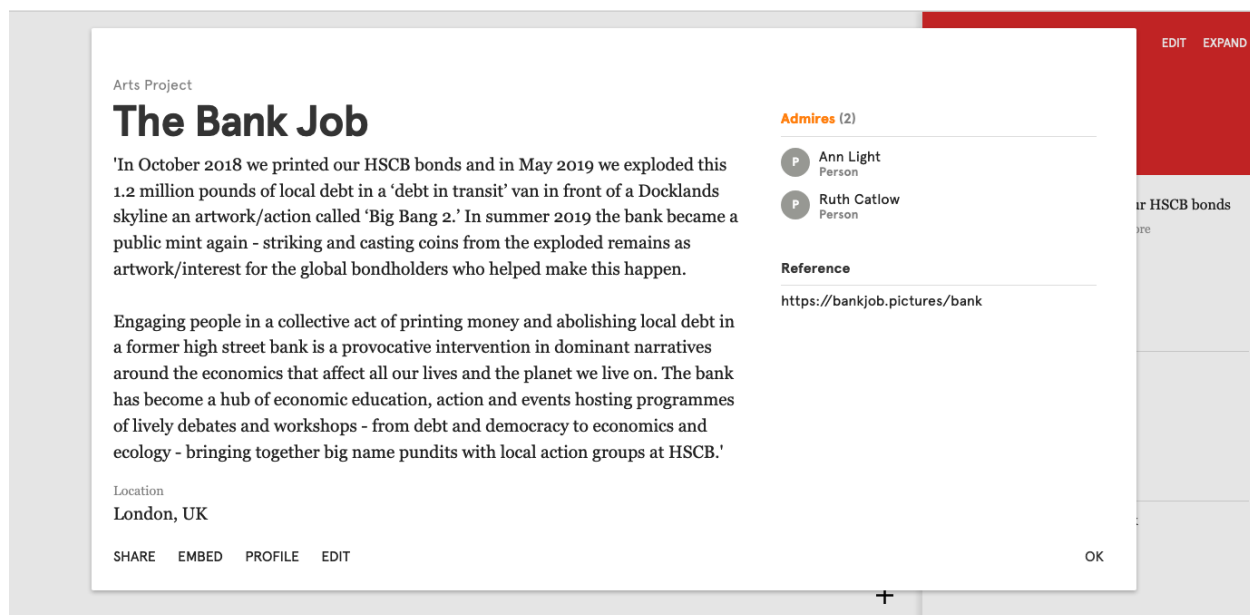 EDIT EXPAND
Arts Project
The Bank Job
'In October 2018 we printed our HSCB bonds and in May 2019 we exploded this
1.2 million pounds of local debt in a ‘debt in transit’ van in front of a Docklands
skyline an artwork/action called ‘Big Bang 2.’ In summer 2019 the bank became a
public mint again - striking and casting coins from the exploded remains as
artwork/interest for the global bondholders who helped make this happen.
Engaging people in a collective act of printing money and abolishing local debt in
a former high street bank is a provocative intervention in dominant narratives
around the economics that affect all our lives and the planet we live on. The bank
has become a hub of economic education, action and events hosting programmes
of lively debates and workshops - from debt and democracy to economics and
ecology - bringing together big name pundits with local action groups at HSCB.'
Location
London, UK
SHARE EMBED PROFILE EDIT
Admires (2)
P Ann Light
Person
P Ruth Catlow
Person
Reference
https://bankjob.pictures/bank
OK
HSCB bonds
+